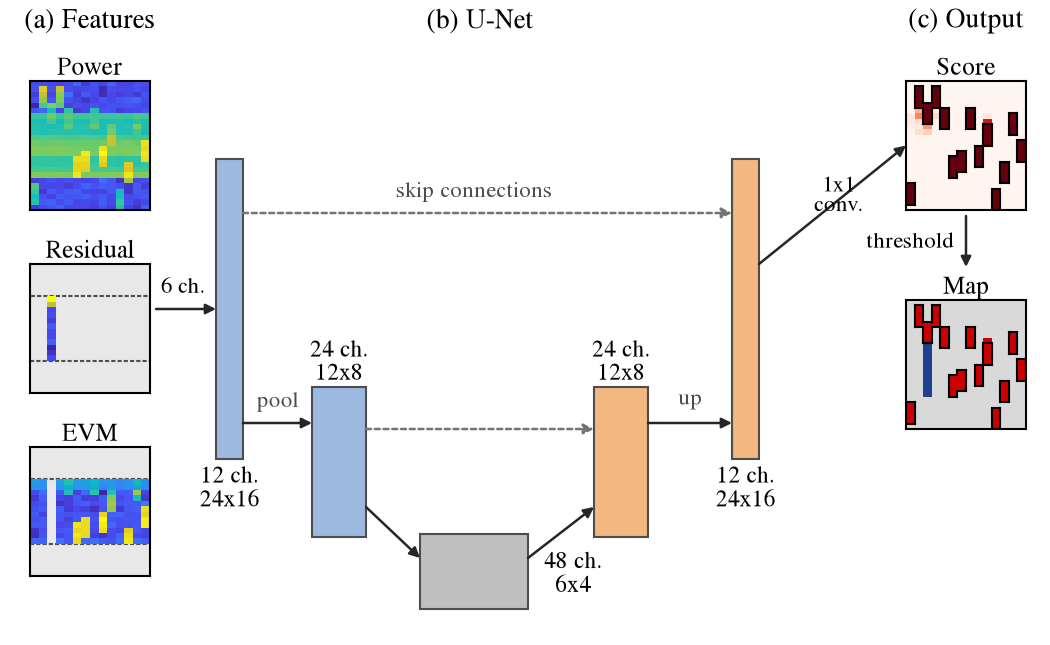 (a) Features
(b) U-Net
(c) Output
Power
Residual
EVM
6 ch.
12 ch.
24x16
pool
24 ch.
12x8
skip connections
48 ch.
6x4
24 ch.
12x8
up
12 ch.
24x16
1x1
conv.
Score
threshold
Map